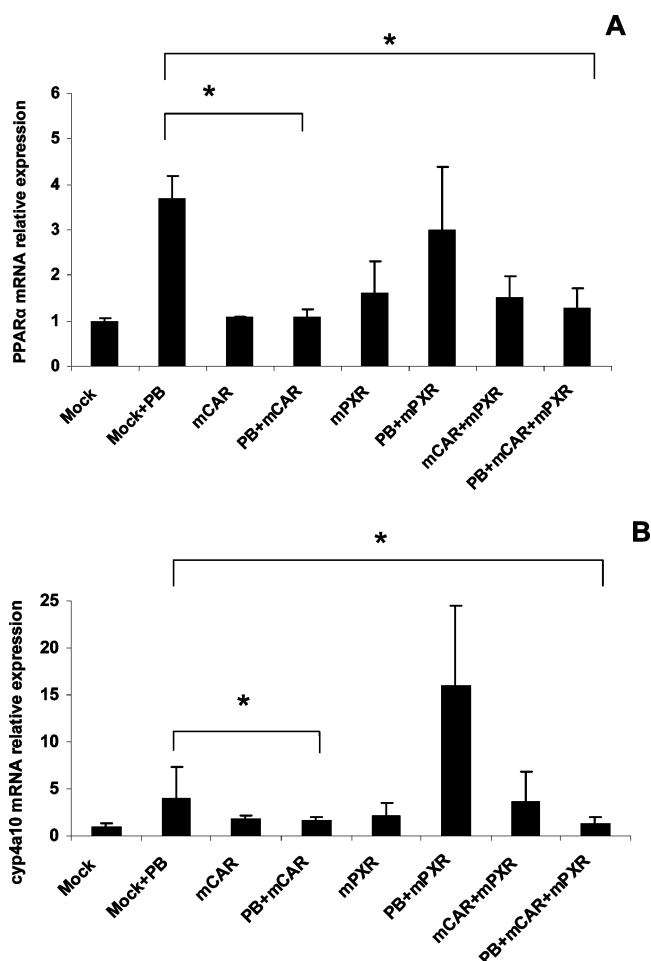 A
*
*
PPARα mRNA relative expression
6
5
4
3
2
1
0
Mock
Mock+PB
mCAR
PB+mCAR
mPXR
PB+mPXR
mCAR+mPXR
PB+mCAR+mPXR
B
*
*
cyp4a10 mRNA relative expression
25
20
15
10
5
0
Mock
Mock+PB
mCAR
PB+mCAR
mPXR
PB+mPXR
mCAR+mPXR
PB+mCAR+mPXR